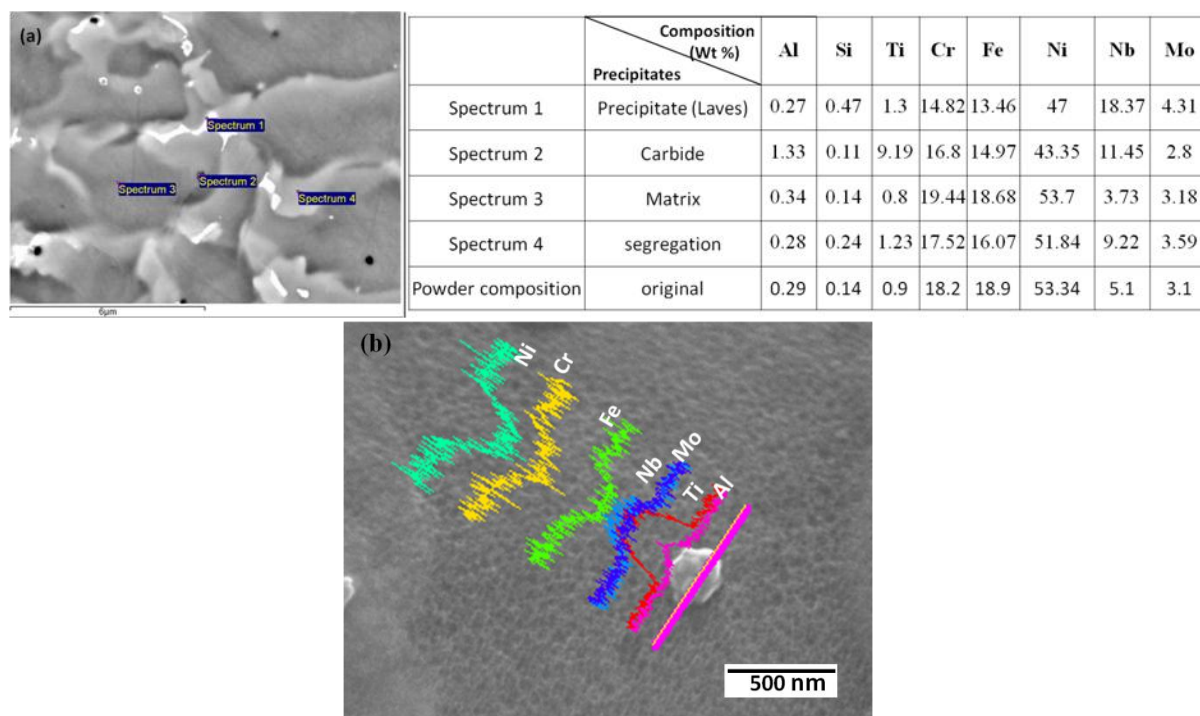 (a)
Spectrum 1
Spectrum 3
Spectrum 2
Spectrum 4
6µm
Composition (Wt %) Precipitates Al Si Ti Cr Fe Ni Nb Mo
Spectrum 1 Precipitate (Laves) 0.27 0.47 1.3 14.82 13.46 47 18.37 4.31
Spectrum 2 Carbide 1.33 0.11 9.19 16.8 14.97 43.35 11.45 2.8
Spectrum 3 Matrix 0.34 0.14 0.8 19.44 18.68 53.7 3.73 3.18
Spectrum 4 segregation 0.28 0.24 1.23 17.52 16.07 51.84 9.22 3.59
Powder composition original 0.29 0.14 0.9 18.2 18.9 53.34 5.1 3.1
(b)
Ni
Cr
Fe
Nb
Mo
Ti
Al
500 nm